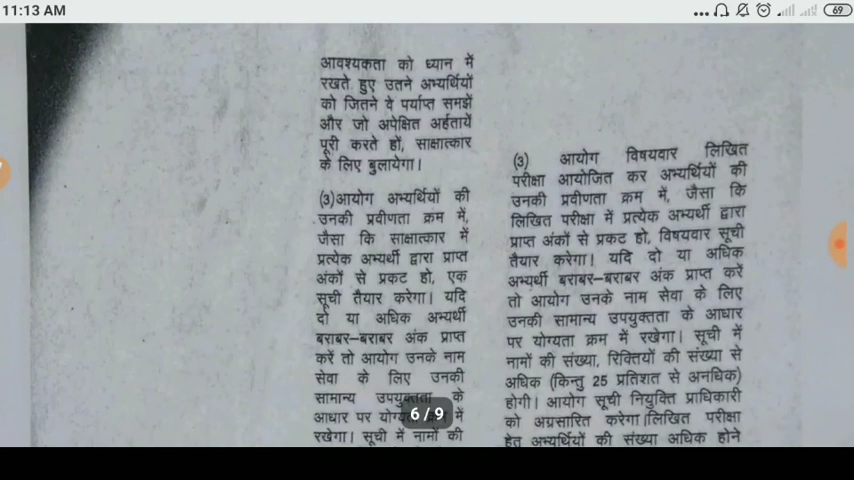 11:13 AM
69
आवश्यकता को ध्यान में
रखते हुए उतने अभ्यर्थियों
को जितने वे पर्याप्त समझें
और जो अपेक्षित अर्हतायें
पूरी करते हों, साक्षात्कार
के लिए बुलायेगा।
(3)आयोग अभ्यर्थियों की
उनकी प्रवीणता क्रम में,
जैसा कि साक्षात्कार में
प्रत्येक अभ्यर्थी द्वारा प्राप्त
अंकों से प्रकट हो, एक
सूची तैयार करेगा। यदि
दो या अधिक अभ्यर्थी
बराबर–बराबर अंक प्राप्त
करें तो आयोग उनके नाम
सेवा के लिए उनकी
सामान्य उपयुक्तता के
आधार पर में
रखेगा। सूची में नामों की
(3) आयोग विषयवार लिखित
परीक्षा आयोजित कर अभ्यर्थियों की
उनकी प्रवीणता क्रम में, जैसा कि
लिखित परीक्षा में प्रत्येक अभ्यर्थी द्वारा
प्राप्त अंकों से प्रकट हो, विषयवार सूची
तैयार करेगा। यदि दो या अधिक
अभ्यर्थी बराबर–बराबर अंक प्राप्त करें
तो आयोग उनके नाम सेवा के लिए
उनकी सामान्य उपयुक्तता के आधार
पर योग्यता क्रम में रखेगा। सूची में
नामों की संख्या, रिक्तियों की संख्या से
अधिक (किन्तु 25 प्रतिशत से अनधिक)
होगी। आयोग सूची नियुक्ति प्राधिकारी
को अग्रसारित करेगा।लिखित परीक्षा
हेतु अभ्यर्थियों की संख्या अधिक होने
6 / 9